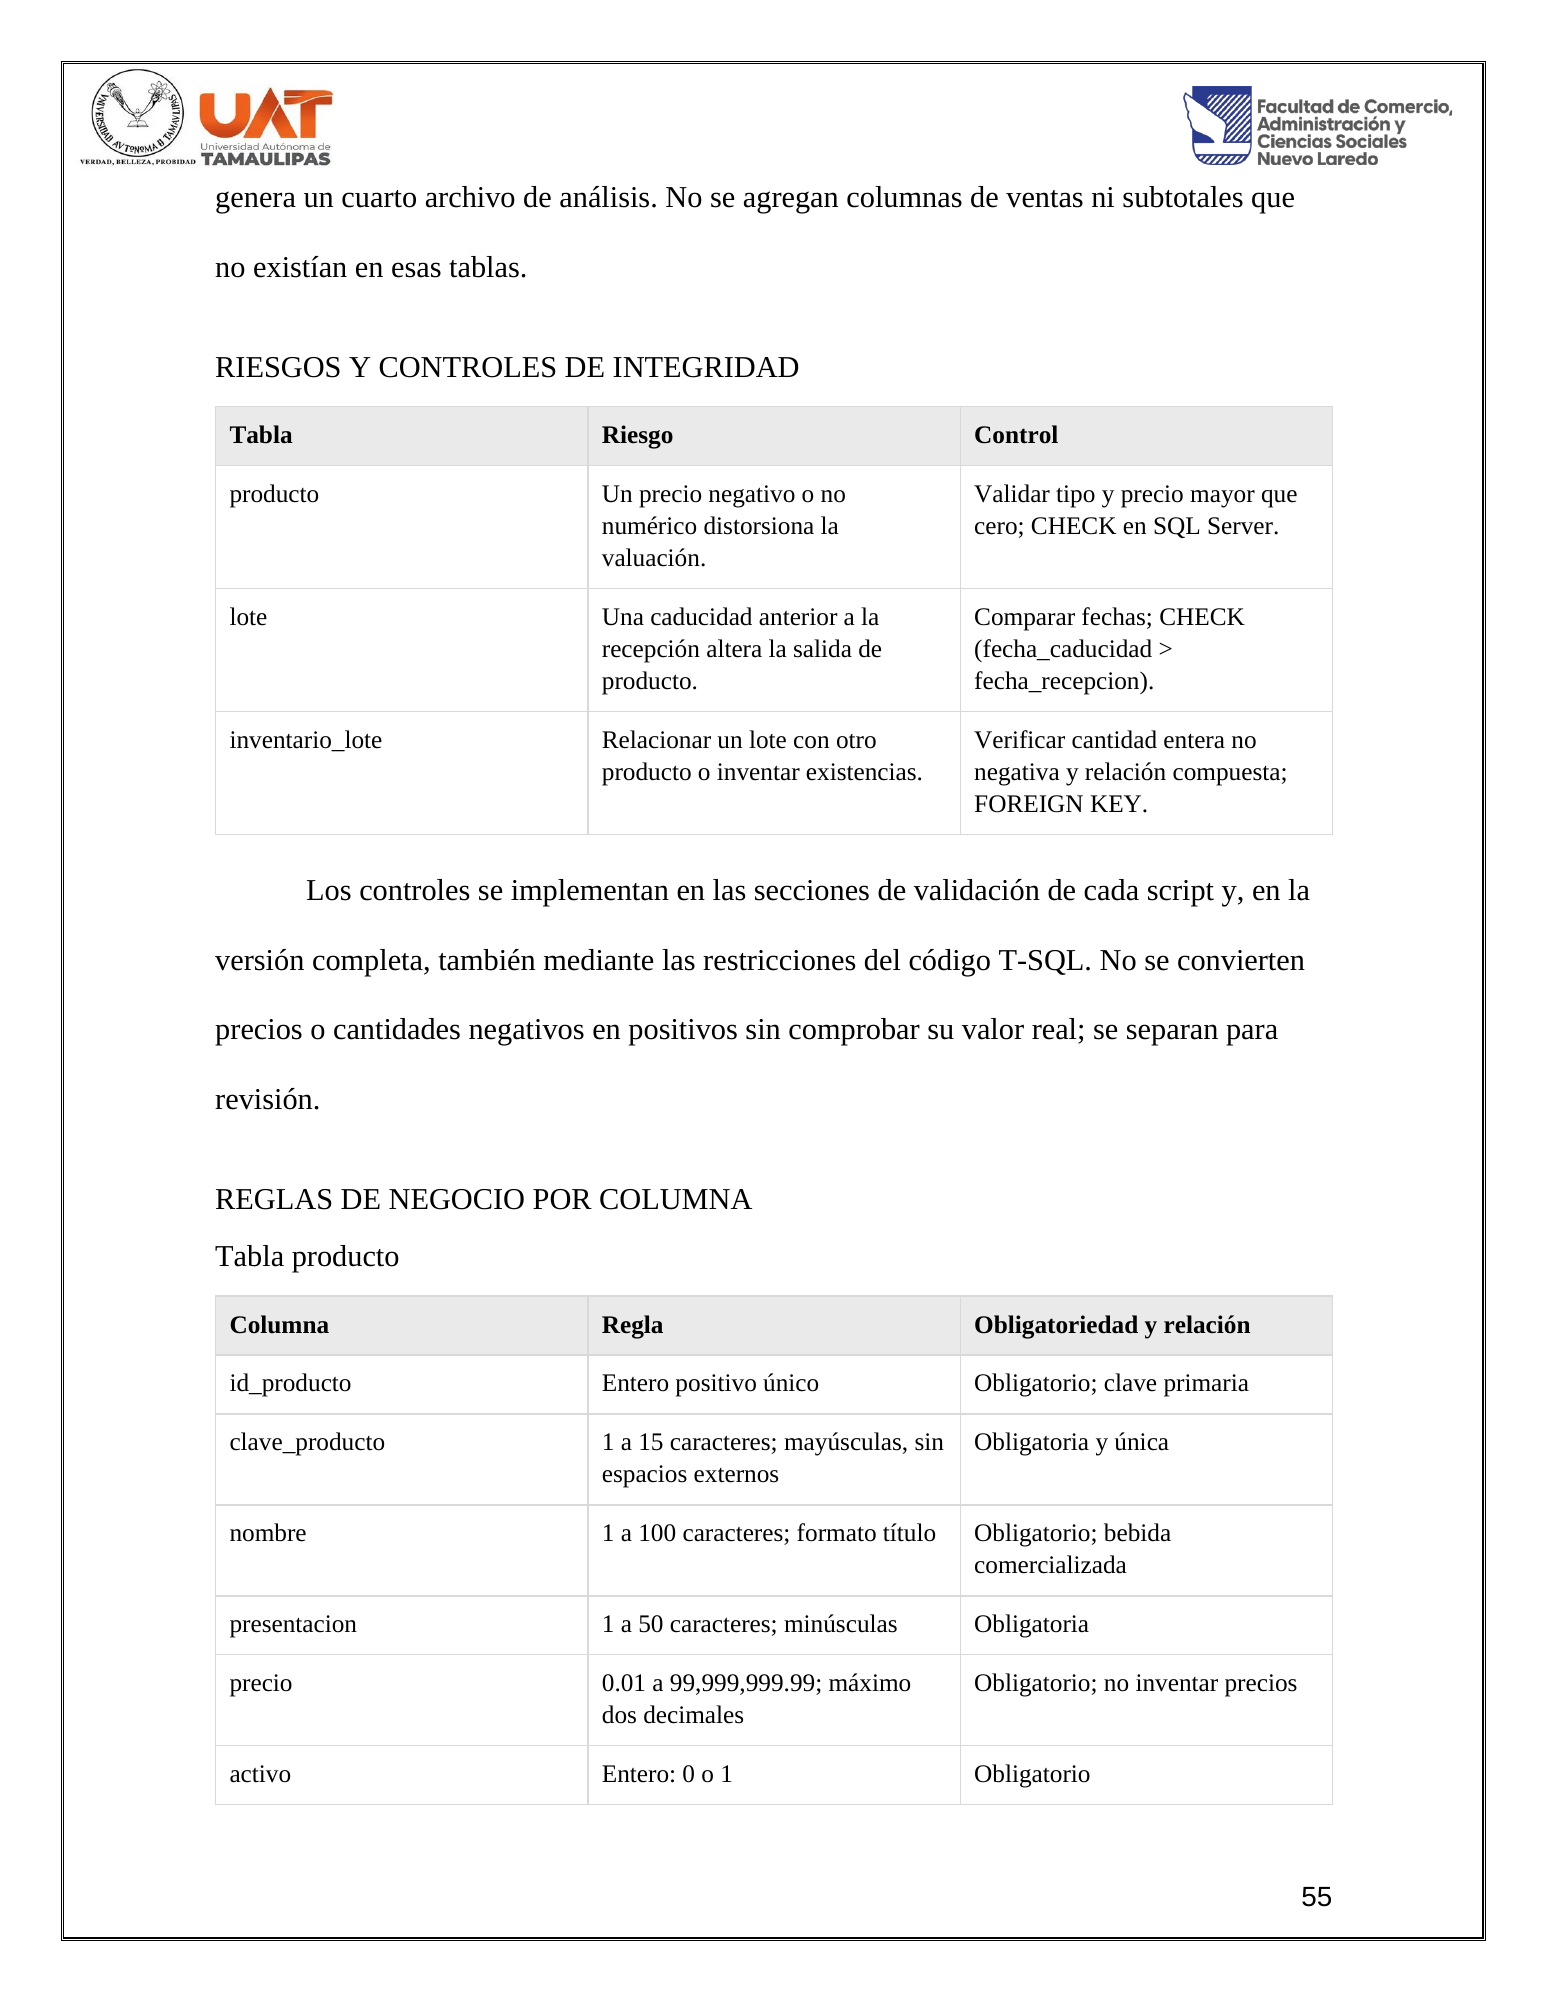 UNIVERSIDAD AVTONOMA D TAMAVLIPAS
VERDAD, BELLEZA, PROBIDAD
UAT
Universidad Autónoma de
TAMAULIPAS
Facultad de Comercio,
Administración y
Ciencias Sociales
Nuevo Laredo
genera un cuarto archivo de análisis. No se agregan columnas de ventas ni subtotales que
no existían en esas tablas.
RIESGOS Y CONTROLES DE INTEGRIDAD
Tabla Riesgo Control
producto Un precio negativo o no Validar tipo y precio mayor que
numérico distorsiona la cero; CHECK en SQL Server.
valuación.
lote Una caducidad anterior a la Comparar fechas; CHECK
recepción altera la salida de (fecha_caducidad >
producto. fecha_recepcion).
inventario_lote Relacionar un lote con otro Verificar cantidad entera no
producto o inventar existencias. negativa y relación compuesta;
FOREIGN KEY.
Los controles se implementan en las secciones de validación de cada script y, en la
versión completa, también mediante las restricciones del código T-SQL. No se convierten
precios o cantidades negativos en positivos sin comprobar su valor real; se separan para
revisión.
REGLAS DE NEGOCIO POR COLUMNA
Tabla producto
Columna Regla Obligatoriedad y relación
id_producto Entero positivo único Obligatorio; clave primaria
clave_producto 1 a 15 caracteres; mayúsculas, sin Obligatoria y única
espacios externos
nombre 1 a 100 caracteres; formato título Obligatorio; bebida
comercializada
presentacion 1 a 50 caracteres; minúsculas Obligatoria
precio 0.01 a 99,999,999.99; máximo Obligatorio; no inventar precios
dos decimales
activo Entero: 0 o 1 Obligatorio
55